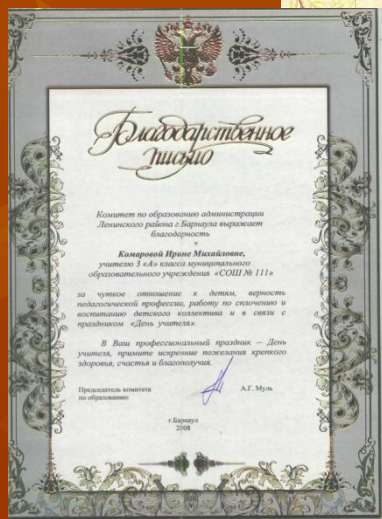 Благодарственное
письмо
Комитет по образованию администрации
Ленинского района г.Барнаула выражает
благодарность
Комаровой Ирине Михайловне,
учителю 3 «А» класса муниципального
образовательного учреждения «СОШ № 111»
за чуткое отношение к детям, верность
педагогической профессии, работу по сплочению и
воспитанию детского коллектива и в связи с
праздником «День учителя».
В Ваш профессиональный праздник – День
учителя, примите искренние пожелания крепкого
здоровья, счастья и благополучия.
Председатель комитета
по образованию
А.Г. Муль
г.Барнаул
2008